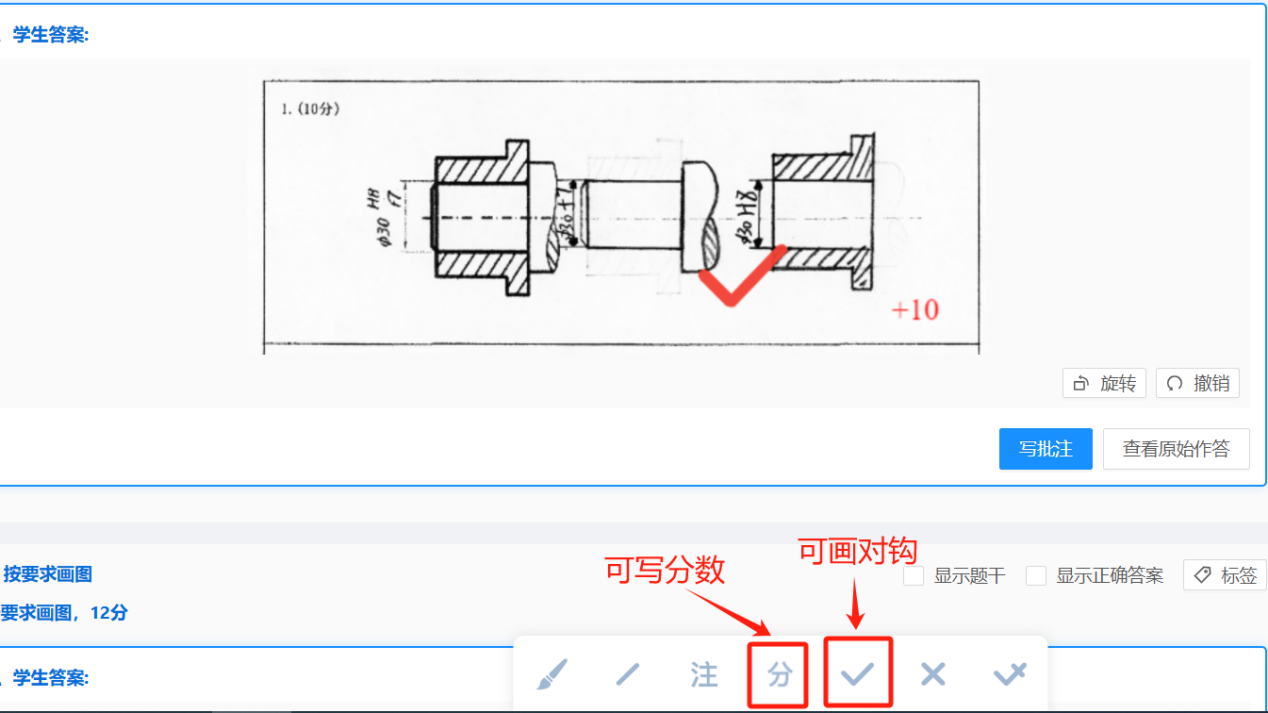 学生答案:
1.(10分)
φ30 H8
f7
φ30 f7
φ30 H8
+10
旋转
撤销
写批注
查看原始作答
可写分数
可画对钩
按要求画图
显示题干
显示正确答案
标签
要求画图，12分
学生答案:
注
分